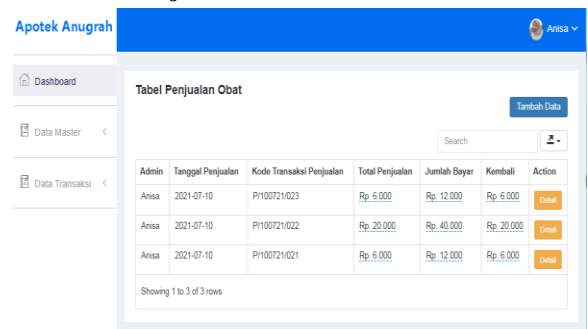 Apotek Anugrah
Anisa
Dashboard
Data Master
Data Transaksi
Tabel Penjualan Obat
Tambah Data
Search
Admin Tanggal Penjualan Kode Transaksi Penjualan Total Penjualan Jumlah Bayar Kembali Action
Anisa 2021-07-10 P/100721/023 Rp. 6.000 Rp. 12.000 Rp. 6.000 Detail
Anisa 2021-07-10 P/100721/022 Rp. 20.000 Rp. 40.000 Rp. 20.000 Detail
Anisa 2021-07-10 P/100721/021 Rp. 6.000 Rp. 12.000 Rp. 6.000 Detail
Showing 1 to 3 of 3 rows